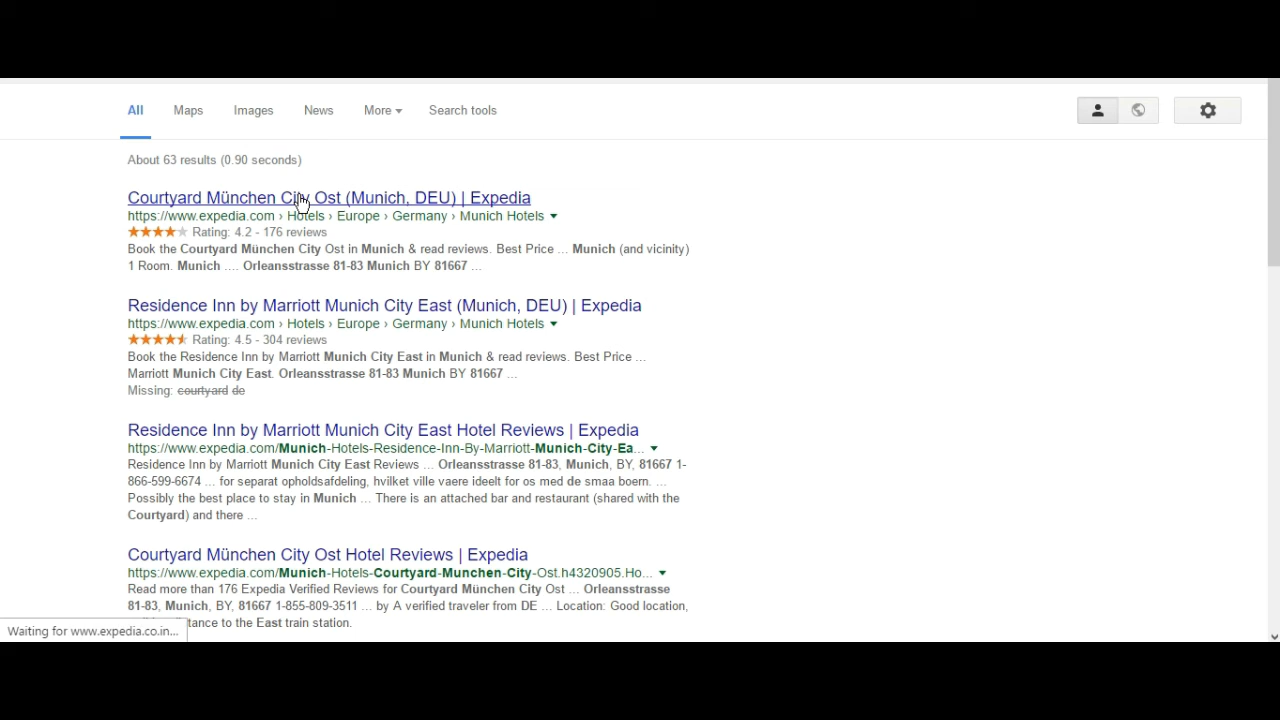 All Maps Images News More Search tools
About 63 results (0.90 seconds)
Courtyard München City Ost (Munich, DEU) | Expedia
https://www.expedia.com › Hotels › Europe › Germany › Munich Hotels
Rating: 4.2 - 176 reviews
Book the Courtyard München City Ost in Munich & read reviews. Best Price ... Munich (and vicinity)
1 Room. Munich .... Orleansstrasse 81-83 Munich BY 81667 ...
Residence Inn by Marriott Munich City East (Munich, DEU) | Expedia
https://www.expedia.com › Hotels › Europe › Germany › Munich Hotels
Rating: 4.5 - 304 reviews
Book the Residence Inn by Marriott Munich City East in Munich & read reviews. Best Price ...
Marriott Munich City East. Orleansstrasse 81-83 Munich BY 81667 ...
Missing: courtyard de
Residence Inn by Marriott Munich City East Hotel Reviews | Expedia
https://www.expedia.com/Munich-Hotels-Residence-Inn-By-Marriott-Munich-City-Ea...
Residence Inn by Marriott Munich City East Reviews ... Orleansstrasse 81-83, Munich, BY, 81667 1-
866-599-6674 ... for separat opholdsafdeling, hvilket ville vaere ideelt for os med de smaa boern. ...
Possibly the best place to stay in Munich ... There is an attached bar and restaurant (shared with the
Courtyard) and there ...
Courtyard München City Ost Hotel Reviews | Expedia
https://www.expedia.com/Munich-Hotels-Courtyard-Munchen-City-Ost.h4320905.Ho...
Read more than 176 Expedia Verified Reviews for Courtyard München City Ost ... Orleansstrasse
81-83, Munich, BY, 81667 1-855-809-3511 ... by A verified traveler from DE ... Location: Good location,
to the East train station.
Waiting for www.expedia.co.in...